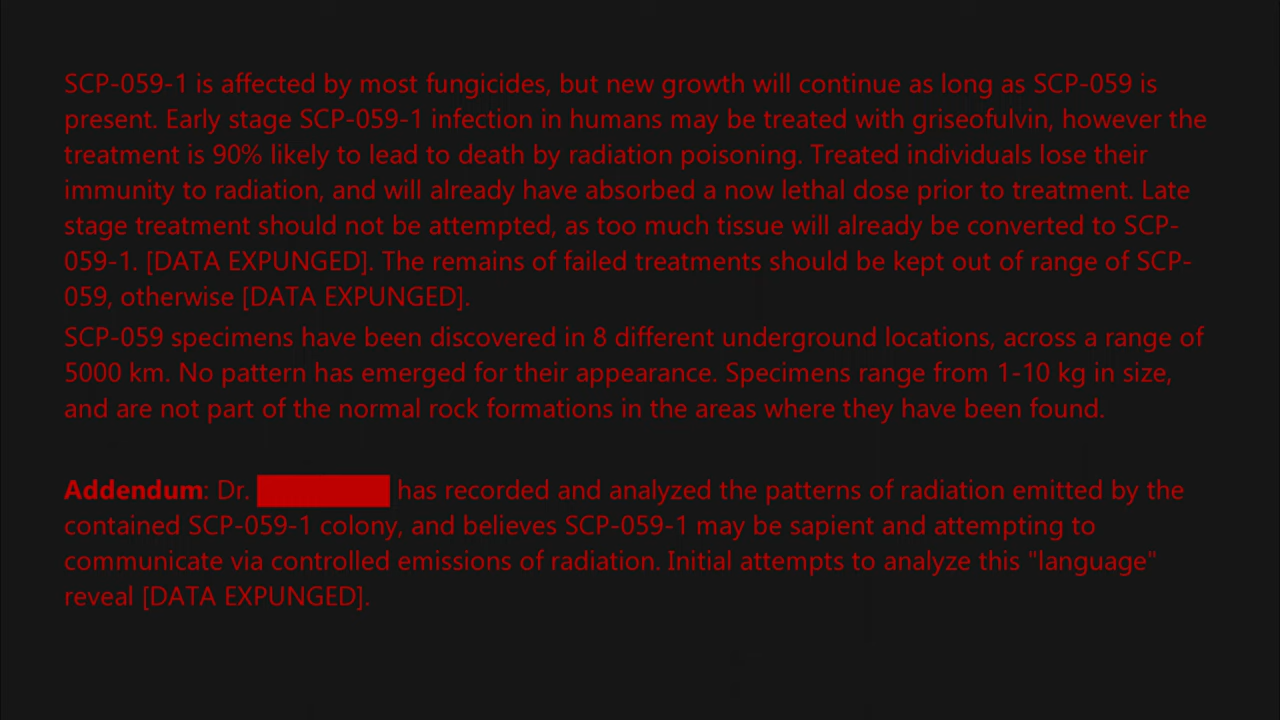 SCP-059-1 is affected by most fungicides, but new growth will continue as long as SCP-059 is
present. Early stage SCP-059-1 infection in humans may be treated with griseofulvin, however the
treatment is 90% likely to lead to death by radiation poisoning. Treated individuals lose their
immunity to radiation, and will already have absorbed a now lethal dose prior to treatment. Late
stage treatment should not be attempted, as too much tissue will already be converted to SCP-
059-1. [DATA EXPUNGED]. The remains of failed treatments should be kept out of range of SCP-
059, otherwise [DATA EXPUNGED].
SCP-059 specimens have been discovered in 8 different underground locations, across a range of
5000 km. No pattern has emerged for their appearance. Specimens range from 1-10 kg in size,
and are not part of the normal rock formations in the areas where they have been found.
Addendum: Dr. has recorded and analyzed the patterns of radiation emitted by the
contained SCP-059-1 colony, and believes SCP-059-1 may be sapient and attempting to
communicate via controlled emissions of radiation. Initial attempts to analyze this "language"
reveal [DATA EXPUNGED].